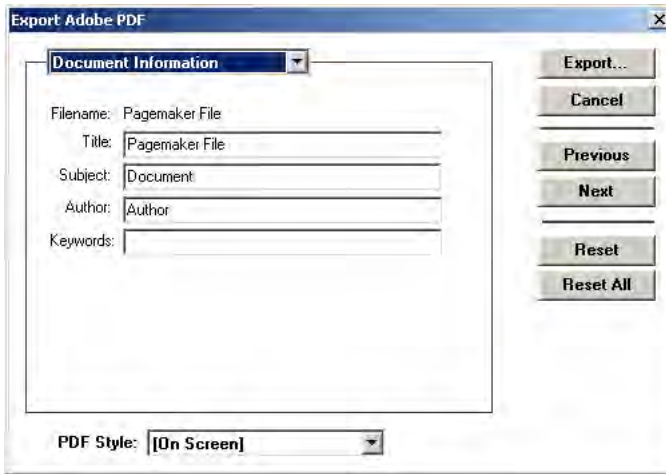 Export Adobe PDF
Document Information
Filename: Pagemaker File
Title: Pagemaker File
Subject: Document
Author: Author
Keywords:
PDF Style: [On Screen]
Export...
Cancel
Previous
Next
Reset
Reset All